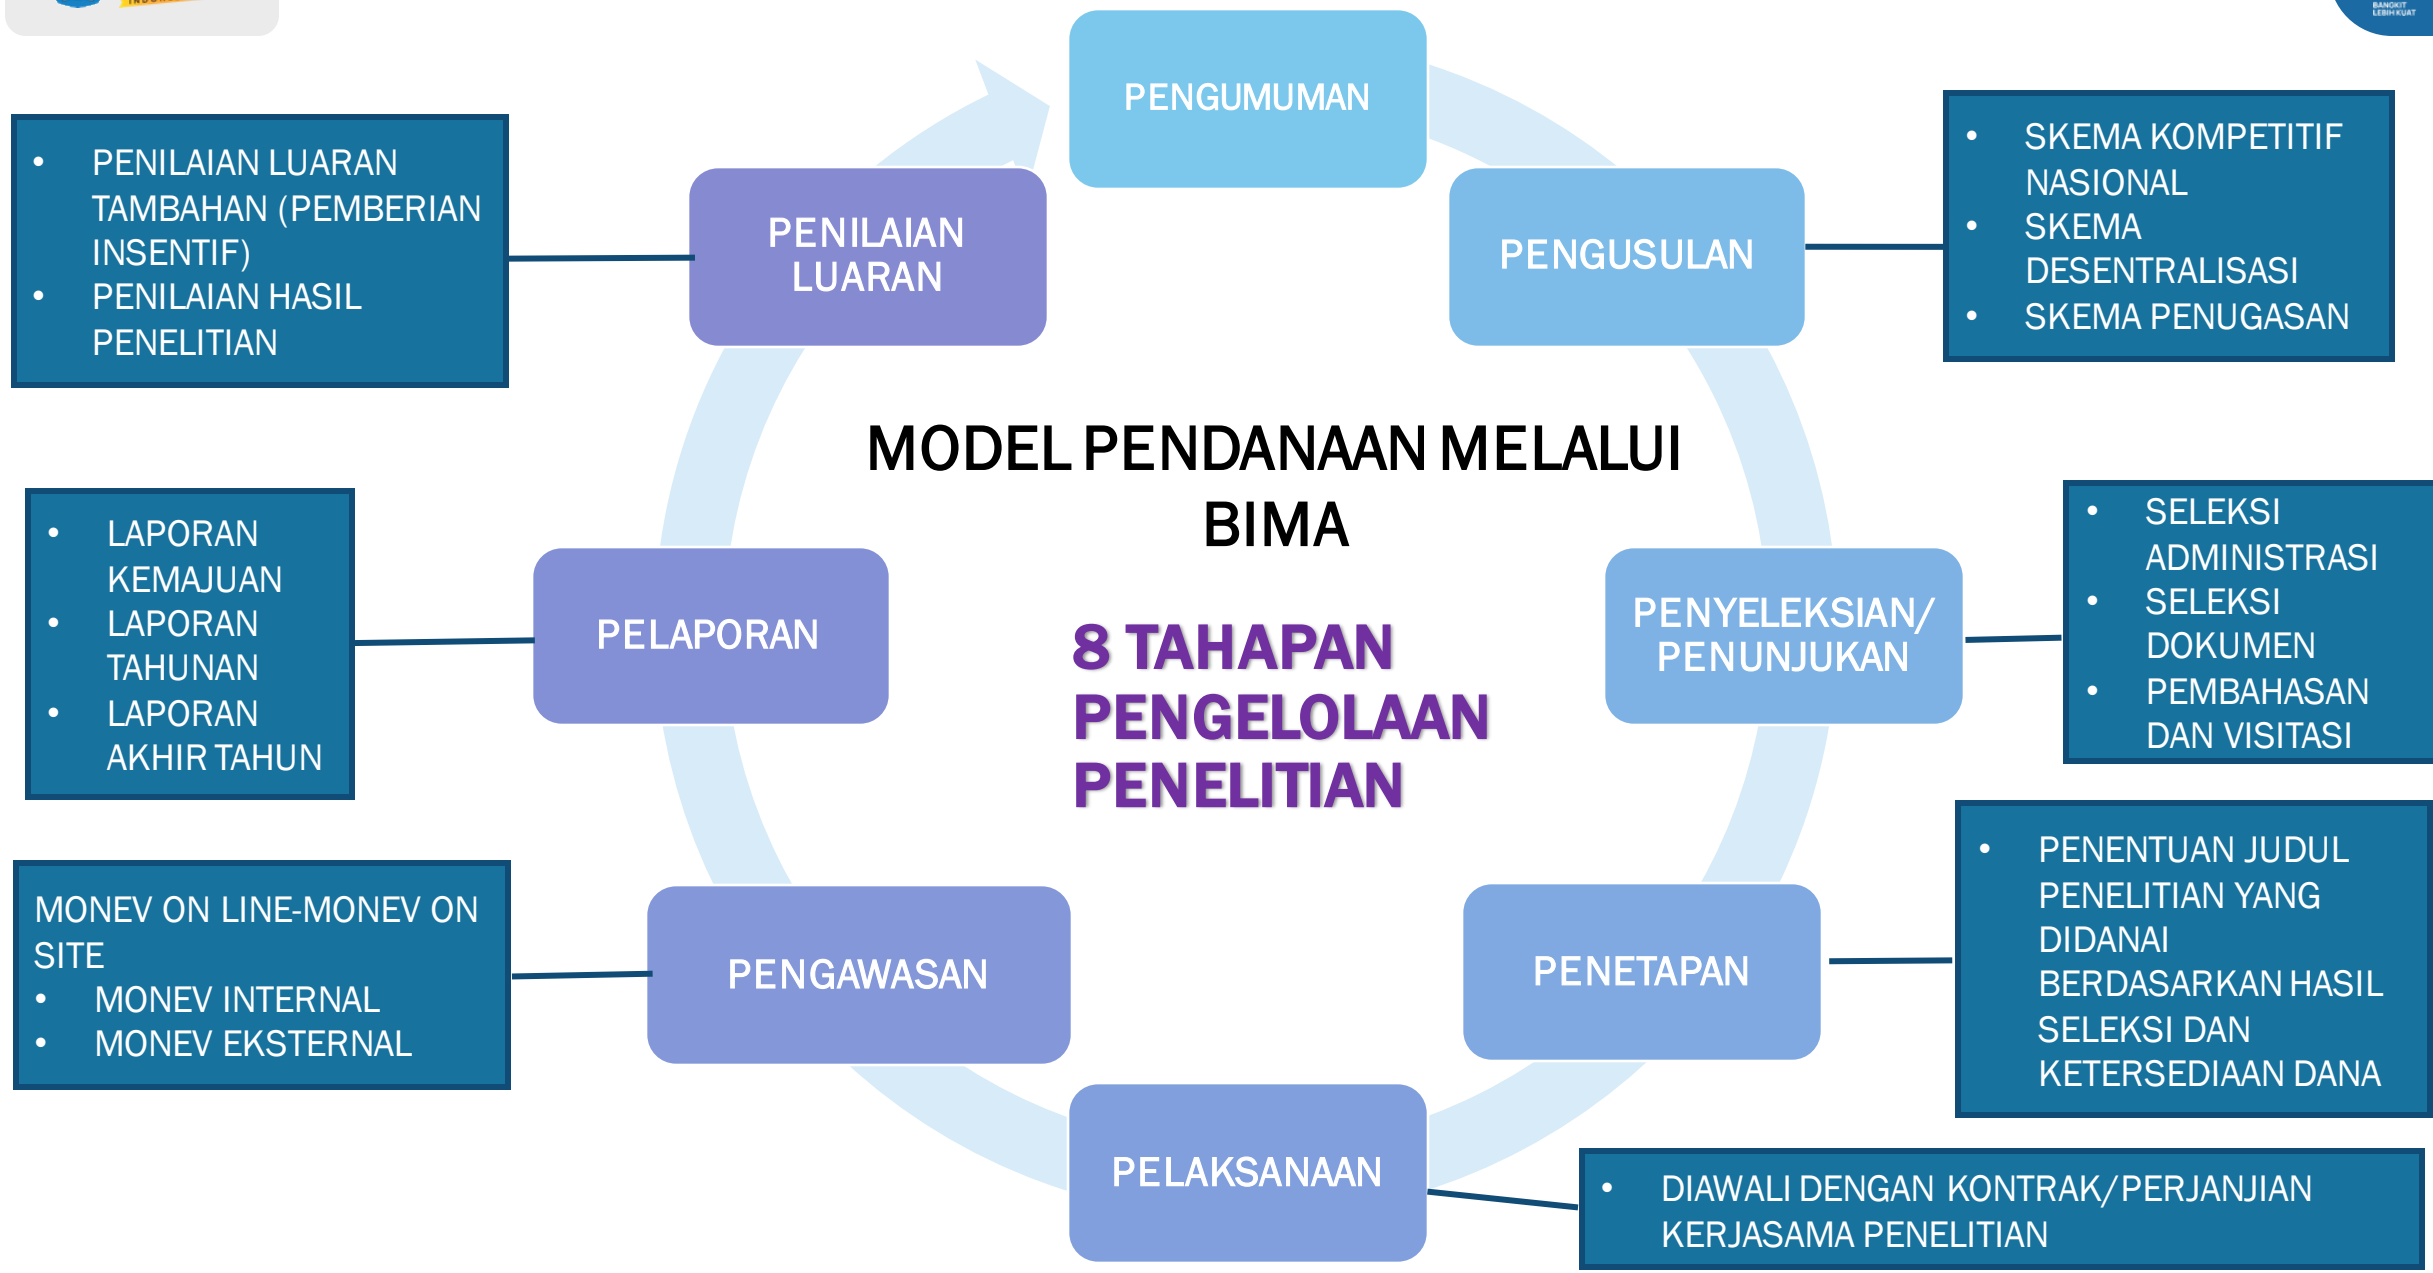 BANGKIT
LEBIH KUAT
PENGUMUMAN
PENGUSULAN
• SKEMA KOMPETITIF
NASIONAL
• SKEMA
DESENTRALISASI
• SKEMA PENUGASAN
PENYELEKSIAN/
PENUNJUKAN
• SELEKSI
ADMINISTRASI
• SELEKSI
DOKUMEN
• PEMBAHASAN
DAN VISITASI
PENETAPAN
• PENENTUAN JUDUL
PENELITIAN YANG
DIDANAI
BERDASARKAN HASIL
SELEKSI DAN
KETERSEDIAAN DANA
PELAKSANAAN
• DIAWALI DENGAN KONTRAK/PERJANJIAN
KERJASAMA PENELITIAN
PENGAWASAN
MONEV ON LINE-MONEV ON
SITE
• MONEV INTERNAL
• MONEV EKSTERNAL
PELAPORAN
• LAPORAN
KEMAJUAN
• LAPORAN
TAHUNAN
• LAPORAN
AKHIR TAHUN
PENILAIAN
LUARAN
• PENILAIAN LUARAN
TAMBAHAN (PEMBERIAN
INSENTIF)
• PENILAIAN HASIL
PENELITIAN
MODEL PENDANAAN MELALUI
BIMA
8 TAHAPAN
PENGELOLAAN
PENELITIAN